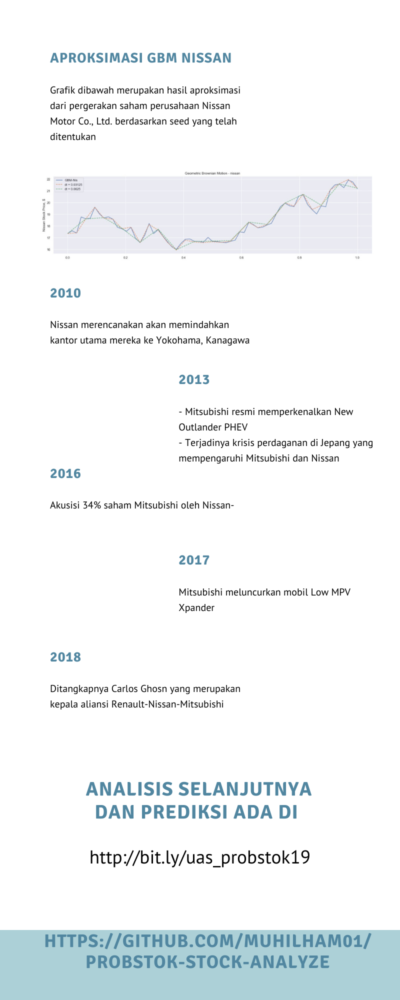 APROKSIMASI GBM NISSAN
Grafik dibawah merupakan hasil aproksimasi
dari pergerakan saham perusahaan Nissan
Motor Co., Ltd. berdasarkan seed yang telah
ditentukan
Geometric Brownian Motion - nissan
GBM-Nis
dt = 0.03125
dt = 0.0625
Nissan Stock Price, $
22
21
20
19
18
17
16
0.0 0.2 0.4 0.6 0.8 1.0
2010
Nissan merencanakan akan memindahkan
kantor utama mereka ke Yokohama, Kanagawa
2013
- Mitsubishi resmi memperkenalkan New
Outlander PHEV
- Terjadinya krisis perdaganan di Jepang yang
mempengaruhi Mitsubishi dan Nissan
2016
Akusisi 34% saham Mitsubishi oleh Nissan-
2017
Mitsubishi meluncurkan mobil Low MPV
Xpander
2018
Ditangkapnya Carlos Ghosn yang merupakan
kepala aliansi Renault-Nissan-Mitsubishi
ANALISIS SELANJUTNYA
DAN PREDIKSI ADA DI
http://bit.ly/uas_probstok19
HTTPS://GITHUB.COM/MUHILHAM01/
PROBSTOK-STOCK-ANALYZE